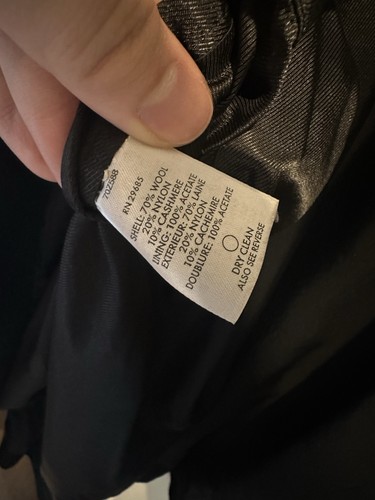 702588
RN 29685
SHELL: 70% WOOL
20% NYLON
10% CASHMERE
LINING: 100% ACETATE
EXTERIEUR: 70% LAINE
20% NYLON
10% CACHEMIRE
DOUBLURE: 100% ACETATE
DRY CLEAN
ALSO SEE REVERSE